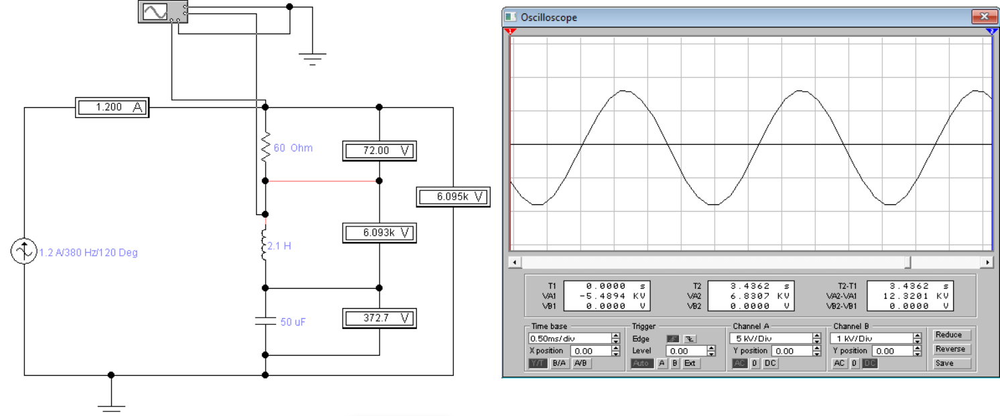 1.200 A
60 Ohm
72.00 V
6.095k V
6.093k V
2.1 H
1.2 A/380 Hz/120 Deg
372.7 V
50 uF
Oscilloscope
1
2
T1 0.0000 s
VA1 -5.4894 KV
VB1 0.0000 V
T2 3.4362 s
VA2 6.8307 KV
VB2 0.0000 V
T2-T1 3.4362 s
VA2-VA1 12.3201 KV
VB2-VB1 0.0000 V
Time base
0.50ms/div
X position 0.00
Y/T B/A A/B
Trigger
Edge
Level 0.00
Auto A B Ext
Channel A
5 KV/Div
Y position 0.00
AC 0 DC
Channel B
1 KV/Div
Y position 0.00
AC 0 DC
Reduce
Reverse
Save